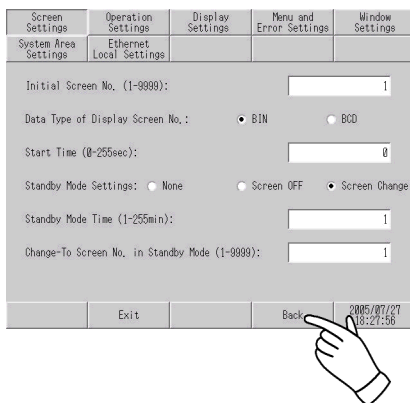 Screen Settings
Operation Settings
Display Settings
Menu and Error Settings
Window Settings
System Area Settings
Ethernet Local Settings
Initial Screen No. (1-9999): 1
Data Type of Display Screen No.: BIN BCD
Start Time (0-255sec): 0
Standby Mode Settings: None Screen OFF Screen Change
Standby Mode Time (1-255min): 1
Change-To Screen No. in Standby Mode (1-9999): 1
Exit
Back
2005/07/27
18:27:56